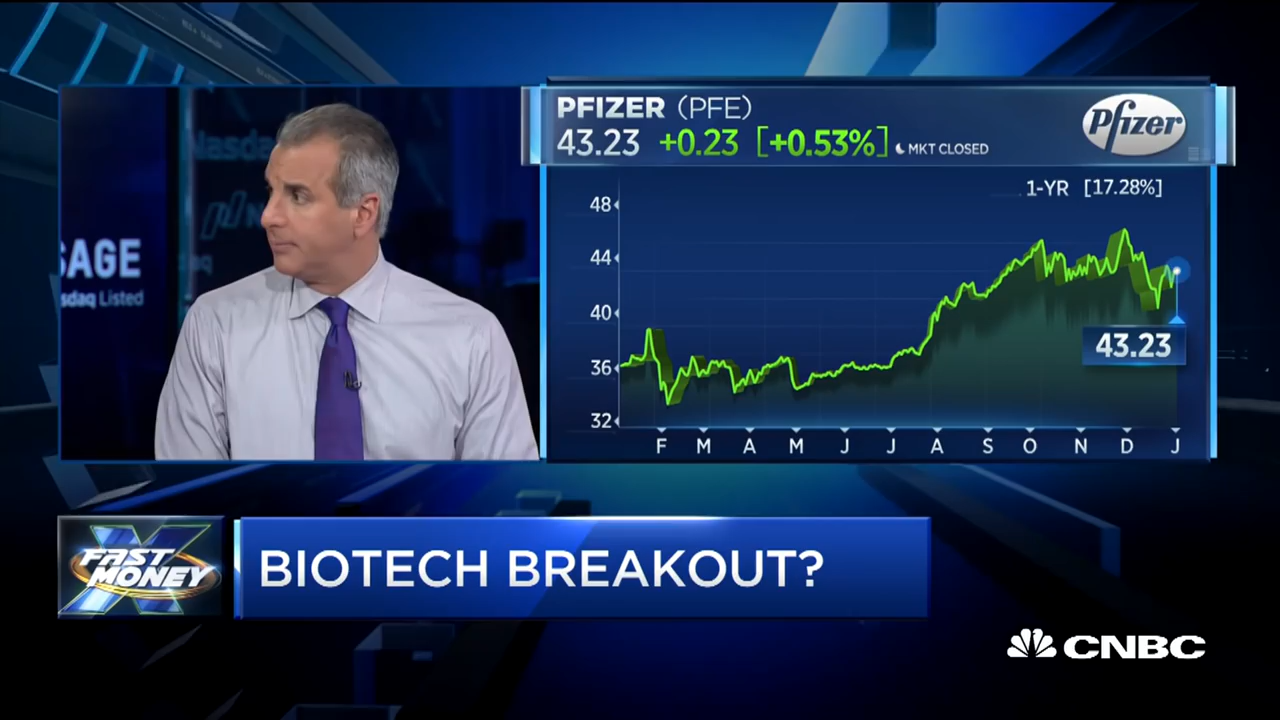 Nasdaq
SAGE
sdaq Listed
PFIZER (PFE)
43.23 +0.23 [+0.53%] MKT CLOSED
Pfizer
1-YR [17.28%]
48
44
40
36
32
43.23
F M A M J J A S O N D J
FAST
MONEY
BIOTECH BREAKOUT?
CNBC